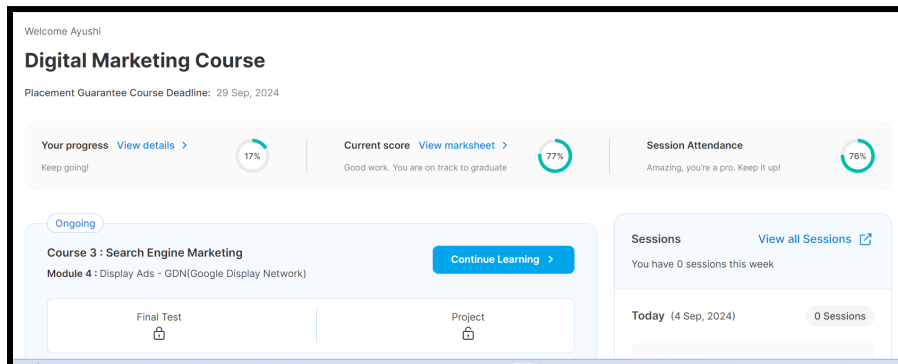 Welcome Ayushi
Digital Marketing Course
Placement Guarantee Course Deadline: 29 Sep, 2024
Your progress View details >
Keep going!
17%
Current score View marksheet >
Good work. You are on track to graduate
77%
Session Attendance
Amazing, you're a pro. Keep it up!
76%
Ongoing
Course 3 : Search Engine Marketing
Module 4 : Display Ads - GDN(Google Display Network)
Continue Learning >
Final Test
Project
Sessions
View all Sessions
You have 0 sessions this week
Today (4 Sep, 2024)
0 Sessions